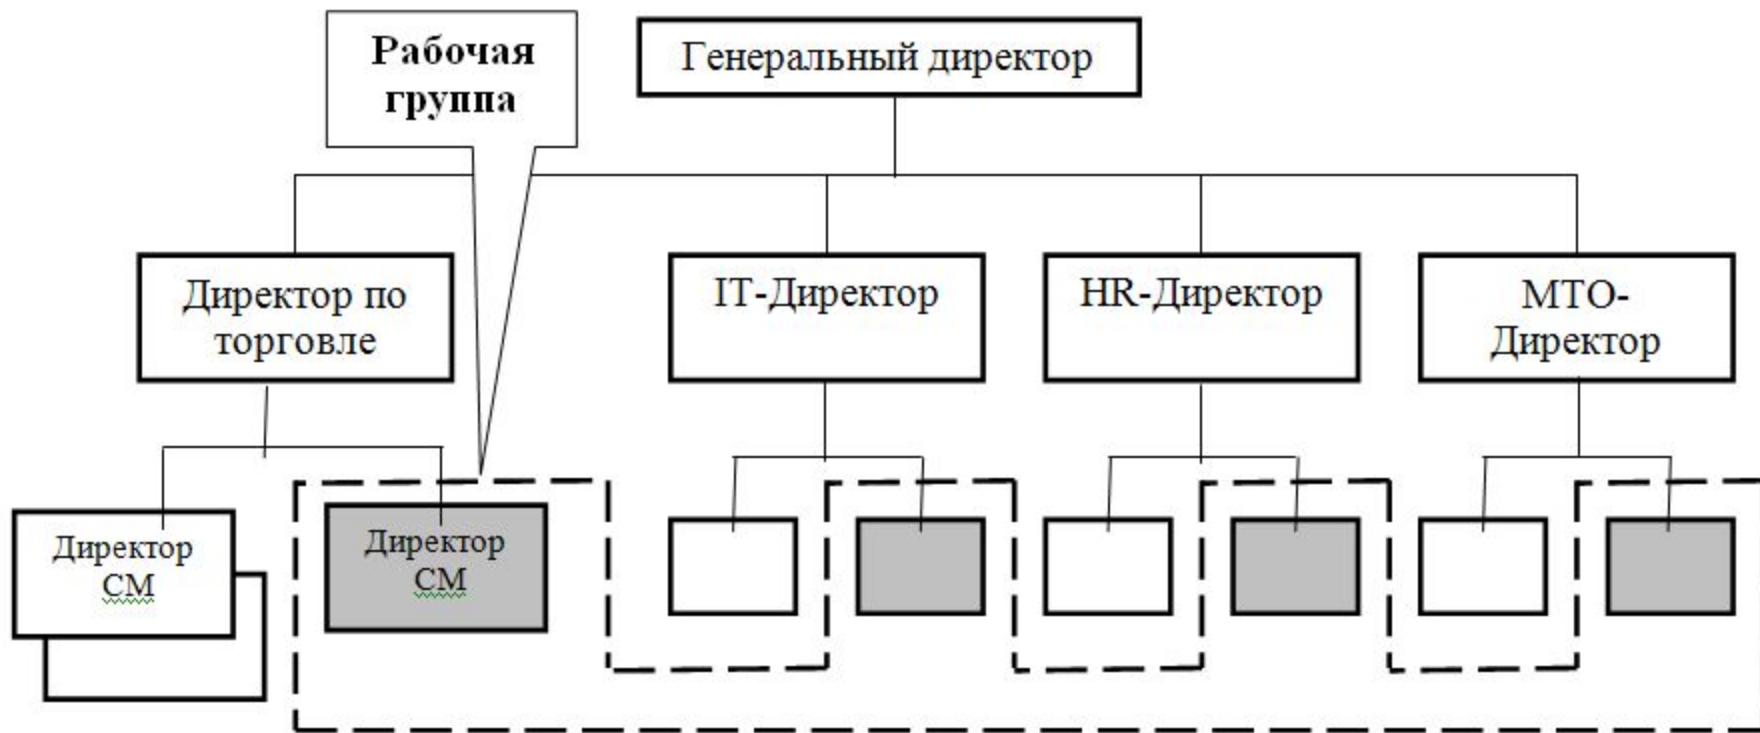 Рабочая
группа
Генеральный директор
Директор по
торговле
IT-Директор
HR-Директор
МТО-
Директор
Директор
СМ
Директор
СМ